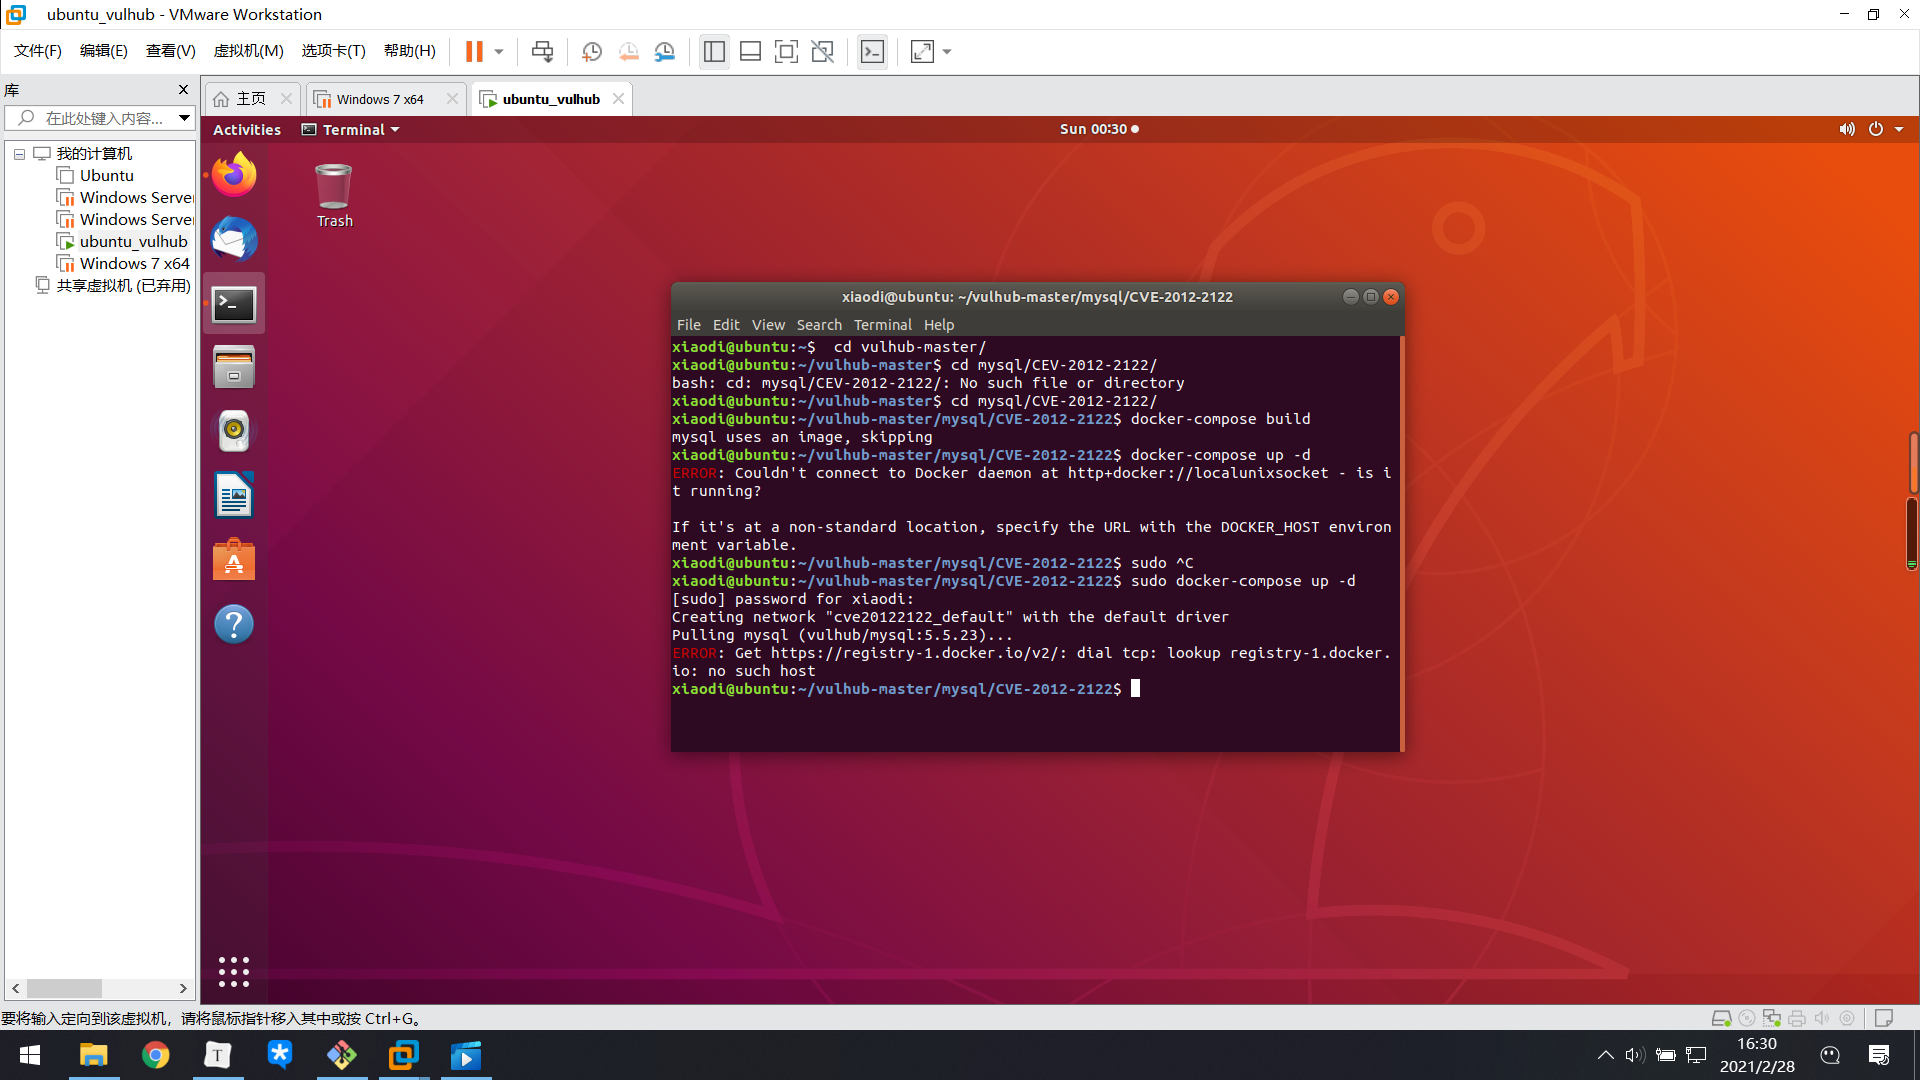 ubuntu_vulhub - VMware Workstation
文件(F) 编辑(E) 查看(V) 虚拟机(M) 选项卡(T) 帮助(H)
库
在此处键入内容...
我的计算机
Ubuntu
Windows Server
Windows Server
ubuntu_vulhub
Windows 7 x64
共享虚拟机 (已弃用)
主页 Windows 7 x64 ubuntu_vulhub
Activities Terminal Sun 00:30
Trash
xiaodi@ubuntu: ~/vulhub-master/mysql/CVE-2012-2122
File Edit View Search Terminal Help
xiaodi@ubuntu:~$  cd vulhub-master/
xiaodi@ubuntu:~/vulhub-master$ cd mysql/CEV-2012-2122/
bash: cd: mysql/CEV-2012-2122/: No such file or directory
xiaodi@ubuntu:~/vulhub-master$ cd mysql/CVE-2012-2122/
xiaodi@ubuntu:~/vulhub-master/mysql/CVE-2012-2122$ docker-compose build
mysql uses an image, skipping
xiaodi@ubuntu:~/vulhub-master/mysql/CVE-2012-2122$ docker-compose up -d
ERROR: Couldn't connect to Docker daemon at http+docker://localunixsocket - is i
t running?
If it's at a non-standard location, specify the URL with the DOCKER_HOST environ
ment variable.
xiaodi@ubuntu:~/vulhub-master/mysql/CVE-2012-2122$ sudo ^C
xiaodi@ubuntu:~/vulhub-master/mysql/CVE-2012-2122$ sudo docker-compose up -d
[sudo] password for xiaodi:
Creating network "cve20122122_default" with the default driver
Pulling mysql (vulhub/mysql:5.5.23)...
ERROR: Get https://registry-1.docker.io/v2/: dial tcp: lookup registry-1.docker.
io: no such host
xiaodi@ubuntu:~/vulhub-master/mysql/CVE-2012-2122$
要将输入定向到该虚拟机，请将鼠标指针移入其中或按 Ctrl+G。
16:30
2021/2/28